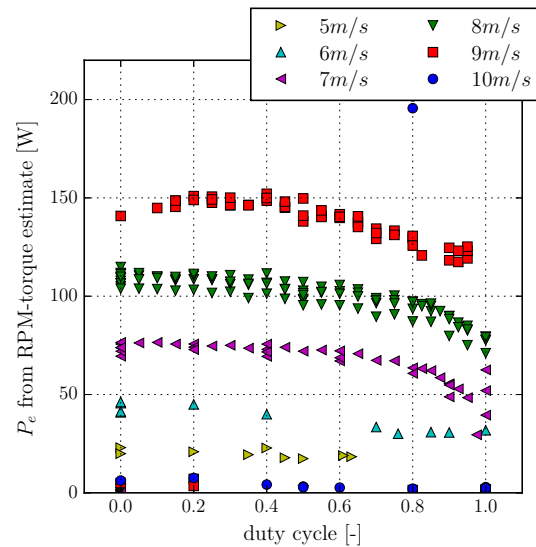 5m/s 8m/s
6m/s 9m/s
7m/s 10m/s
200
150
100
50
0
0.0 0.2 0.4 0.6 0.8 1.0
duty cycle [-]
P_e from RPM-torque estimate [W]